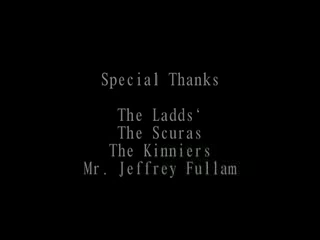 Special Thanks
The Ladds‘
The Scuras
The Kinniers
Mr. Jeffrey Fullam